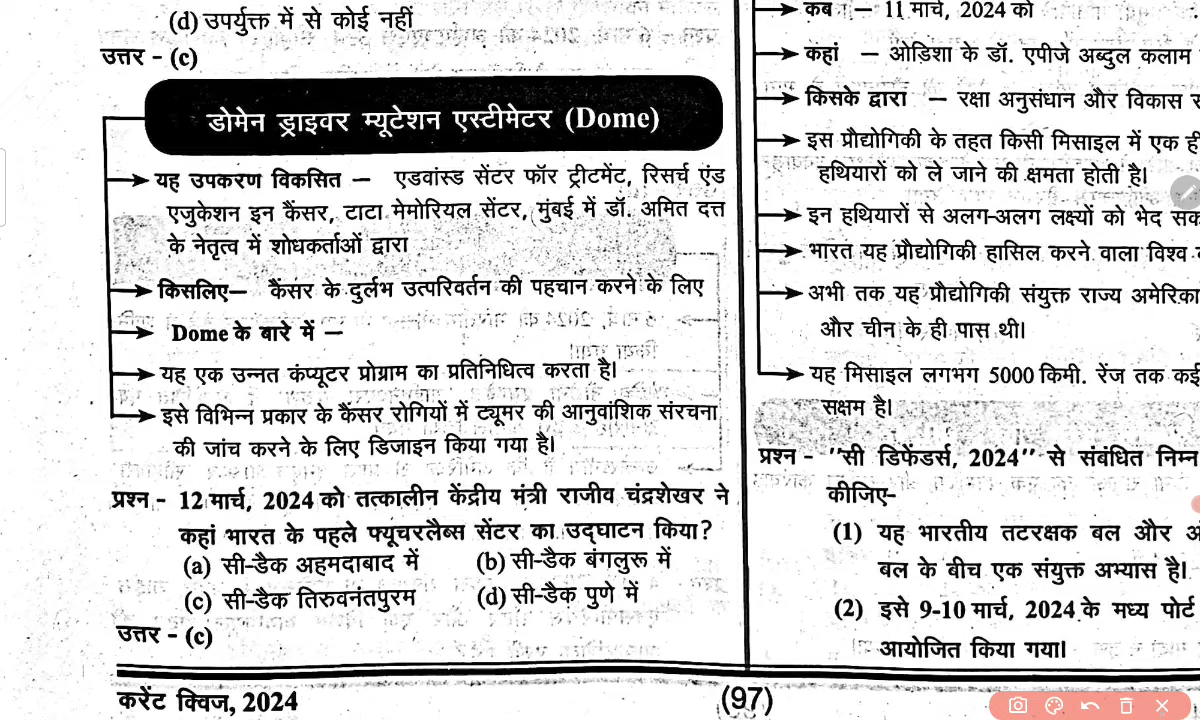 (d) उपर्युक्त में से कोई नहीं
उत्तर - (c)
डोमेन ड्राइवर म्यूटेशन एस्टीमेटर (Dome)
यह उपकरण विकसित — एडवांस्ड सेंटर फॉर ट्रीटमेंट, रिसर्च एंड
एजुकेशन इन कैंसर, टाटा मेमोरियल सेंटर, मुंबई में डॉ. अमित दत्त
के नेतृत्व में शोधकर्ताओं द्वारा
किसलिए— कैंसर के दुर्लभ उत्परिवर्तन की पहचान करने के लिए
Dome के बारे में —
यह एक उन्नत कंप्यूटर प्रोग्राम का प्रतिनिधित्व करता है।
इसे विभिन्न प्रकार के कैंसर रोगियों में ट्यूमर की आनुवांशिक संरचना
की जांच करने के लिए डिजाइन किया गया है।
प्रश्न - 12 मार्च, 2024 को तत्कालीन केंद्रीय मंत्री राजीव चंद्रशेखर ने
कहां भारत के पहले फ्यूचरलैब्स सेंटर का उद्घाटन किया?
(a) सी-डैक अहमदाबाद में (b) सी-डैक बंगलुरू में
(c) सी-डैक तिरुवनंतपुरम (d) सी-डैक पुणे में
उत्तर - (c)
करेंट क्विज, 2024
(97)
कब — 11 मार्च, 2024 को
कहां — ओडिशा के डॉ. एपीजे अब्दुल कलाम
किसके द्वारा — रक्षा अनुसंधान और विकास
इस प्रौद्योगिकी के तहत किसी मिसाइल में एक
हथियारों को ले जाने की क्षमता होती है।
इन हथियारों से अलग-अलग लक्ष्यों को भेद
भारत यह प्रौद्योगिकी हासिल करने वाला विश्व
अभी तक यह प्रौद्योगिकी संयुक्त राज्य अमेरिका
और चीन के ही पास थी।
यह मिसाइल लगभग 5000 किमी. रेंज तक कई
सक्षम है।
प्रश्न - ''सी डिफेंडर्स, 2024'' से संबंधित निम्न
कीजिए-
(1) यह भारतीय तटरक्षक बल और
बल के बीच एक संयुक्त अभ्यास है।
(2) इसे 9-10 मार्च, 2024 के मध्य पोर्ट
आयोजित किया गया।